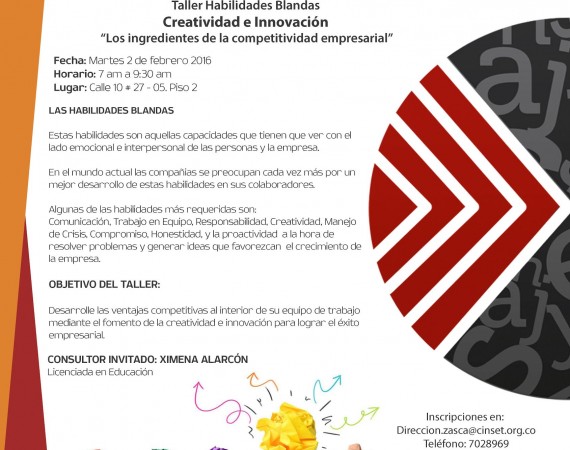 Taller Habilidades Blandas
Creatividad e Innovación
“Los ingredientes de la competitividad empresarial”
Fecha: Martes 2 de febrero 2016
Horario: 7 am a 9:30 am
Lugar: Calle 10 # 27 - 05. Piso 2
LAS HABILIDADES BLANDAS
Estas habilidades son aquellas capacidades que tienen que ver con el
lado emocional e interpersonal de las personas y la empresa.
En el mundo actual las compañias se preocupan cada vez más por un
mejor desarrollo de estas habilidades en sus colaboradores.
Algunas de las habilidades más requeridas son:
Comunicación, Trabajo en Equipo, Responsabilidad, Creatividad, Manejo
de Crisis, Compromiso, Honestidad, y la proactividad a la hora de
resolver problemas y generar ideas que favorezcan el crecimiento de
la empresa.
OBJETIVO DEL TALLER:
Desarrolle las ventajas competitivas al interior de su equipo de trabajo
mediante el fomento de la creatividad e innovación para lograr el éxito
empresarial.
CONSULTOR INVITADO: XIMENA ALARCÓN
Licenciada en Educación
Inscripciones en:
Direccion.zasca@cinset.org.co
Teléfono: 7028969